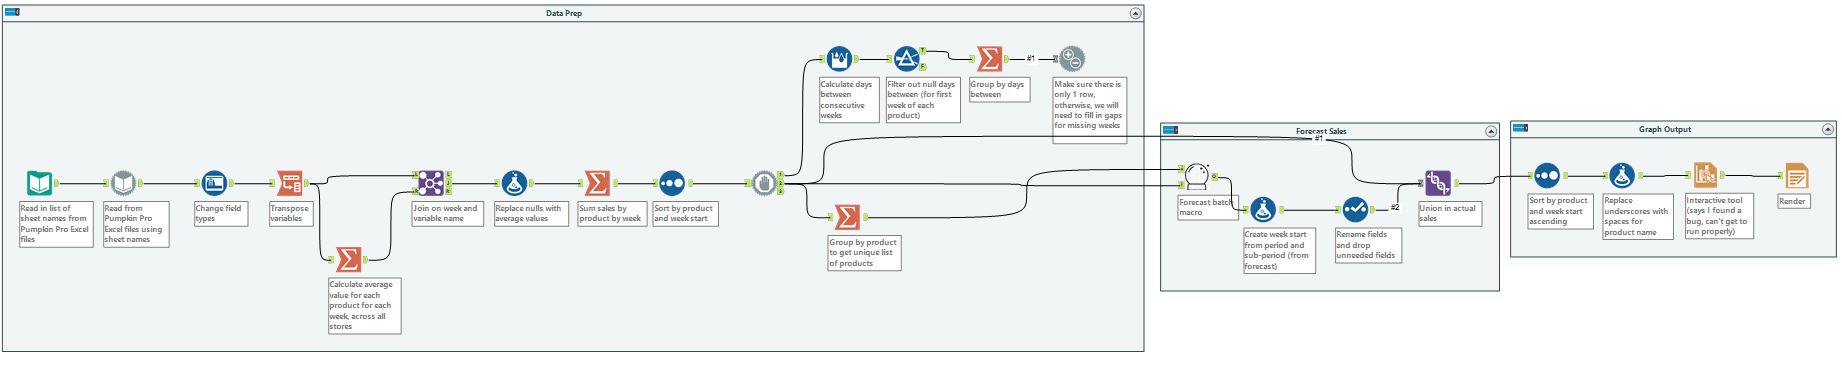 Data Prep
Calculate days
between
consecutive
weeks
Filter out null days
between (for first
week of each
product)
Group by days
between
#1
Make sure there is
only 1 row,
otherwise, we will
need to fill in gaps
for missing weeks
Read in list of
sheet names from
Pumpkin Pro Excel
files
Read from
Pumpkin Pro
Excel files using
sheet names
Change field
types
Transpose
variables
Calculate average
value for each
product for each
week, across all
stores
Join on week and
variable name
Replace nulls with
average values
Sum sales by
product by week
Sort by product
and week start
Group by product
to get unique list
of products
Forecast Sales
#1
Forecast batch
macro
Create week start
from period and
sub-period (from
forecast)
Rename fields
and drop
unneeded fields
#2
Union in actual
sales
Graph Output
Sort by product
and week start
ascending
Replace
underscores with
spaces for
product name
Interactive tool
(says I found a
bug, can't get to
run properly)
Render